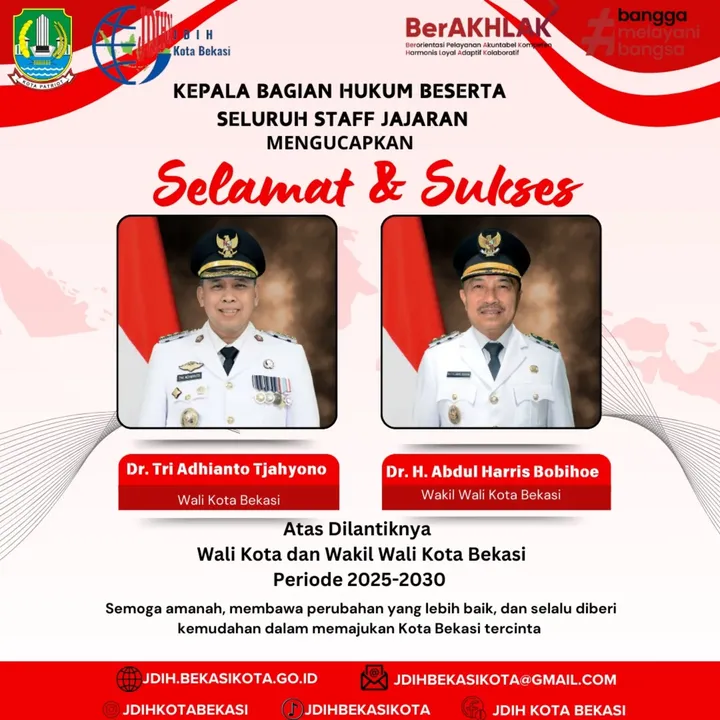 KOTA PATRIOT
JDIH
Kota Bekasi
BerAKHLAK
Berorientasi Pelayanan Akuntabel Kompeten
Harmonis Loyal Adaptif Kolaboratif
#bangga
melayani
bangsa
KEPALA BAGIAN HUKUM BESERTA
SELURUH STAFF JAJARAN
MENGUCAPKAN
Selamat & Sukses
Dr. Tri Adhianto Tjahyono
Wali Kota Bekasi
Dr. H. Abdul Harris Bobihoe
Wakil Wali Kota Bekasi
Atas Dilantiknya
Wali Kota dan Wakil Wali Kota Bekasi
Periode 2025-2030
Semoga amanah, membawa perubahan yang lebih baik, dan selalu diberi
kemudahan dalam memajukan Kota Bekasi tercinta
JDIH.BEKASIKOTA.GO.ID
JDIHBEKASIKOTA@GMAIL.COM
JDIHKOTABEKASI
JDIHBEKASIKOTA
JDIH KOTA BEKASI